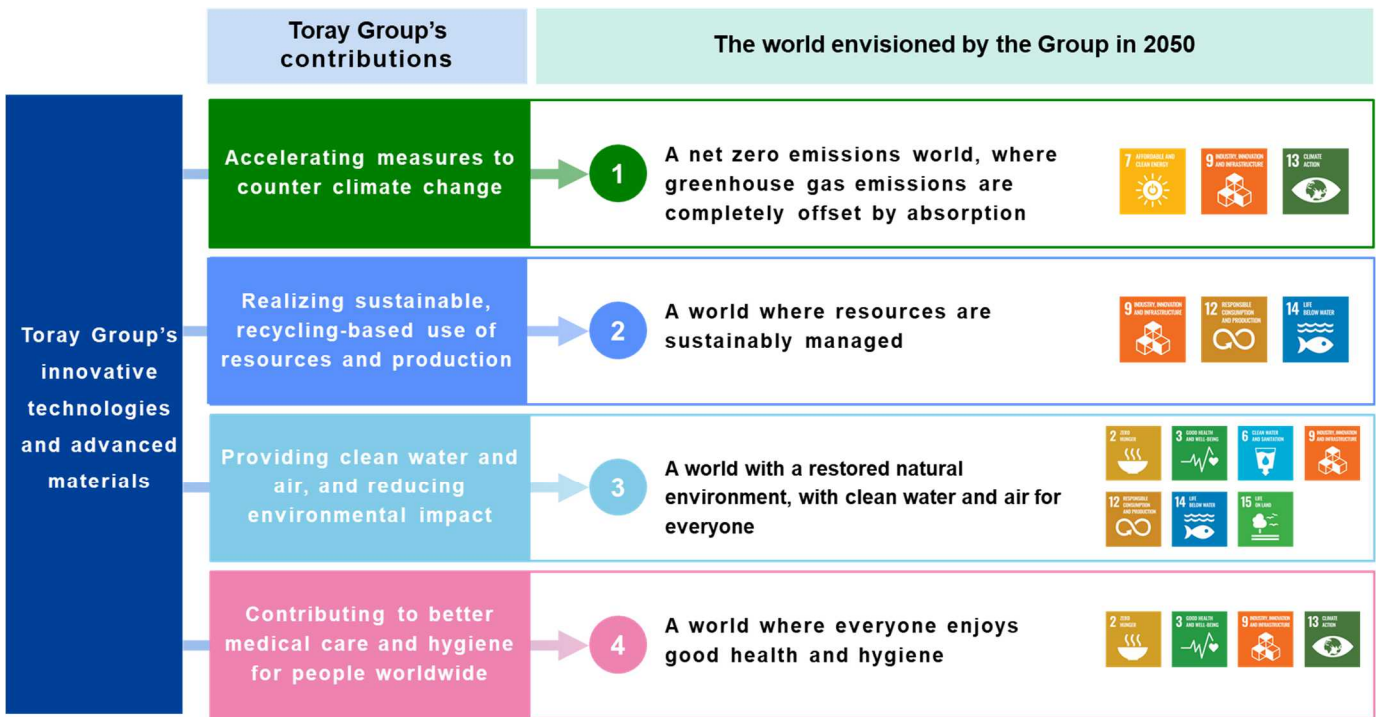 Toray Group's
contributions
The world envisioned by the Group in 2050
Toray Group's
innovative
technologies
and advanced
materials
Accelerating measures to
counter climate change
1
A net zero emissions world, where
greenhouse gas emissions are
completely offset by absorption
7 AFFORDABLE AND
CLEAN ENERGY
9 INDUSTRY, INNOVATION
AND INFRASTRUCTURE
13 CLIMATE
ACTION
Realizing sustainable,
recycling-based use of
resources and production
2
A world where resources are
sustainably managed
9 INDUSTRY, INNOVATION
AND INFRASTRUCTURE
12 RESPONSIBLE
CONSUMPTION
AND PRODUCTION
14 LIFE
BELOW WATER
Providing clean water and
air, and reducing
environmental impact
3
A world with a restored natural
environment, with clean water and air for
everyone
2 ZERO
HUNGER
3 GOOD HEALTH
AND WELL-BEING
6 CLEAN WATER
AND SANITATION
9 INDUSTRY, INNOVATION
AND INFRASTRUCTURE
12 RESPONSIBLE
CONSUMPTION
AND PRODUCTION
14 LIFE
BELOW WATER
15 LIFE
ON LAND
Contributing to better
medical care and hygiene
for people worldwide
4
A world where everyone enjoys
good health and hygiene
2 ZERO
HUNGER
3 GOOD HEALTH
AND WELL-BEING
9 INDUSTRY, INNOVATION
AND INFRASTRUCTURE
13 CLIMATE
ACTION